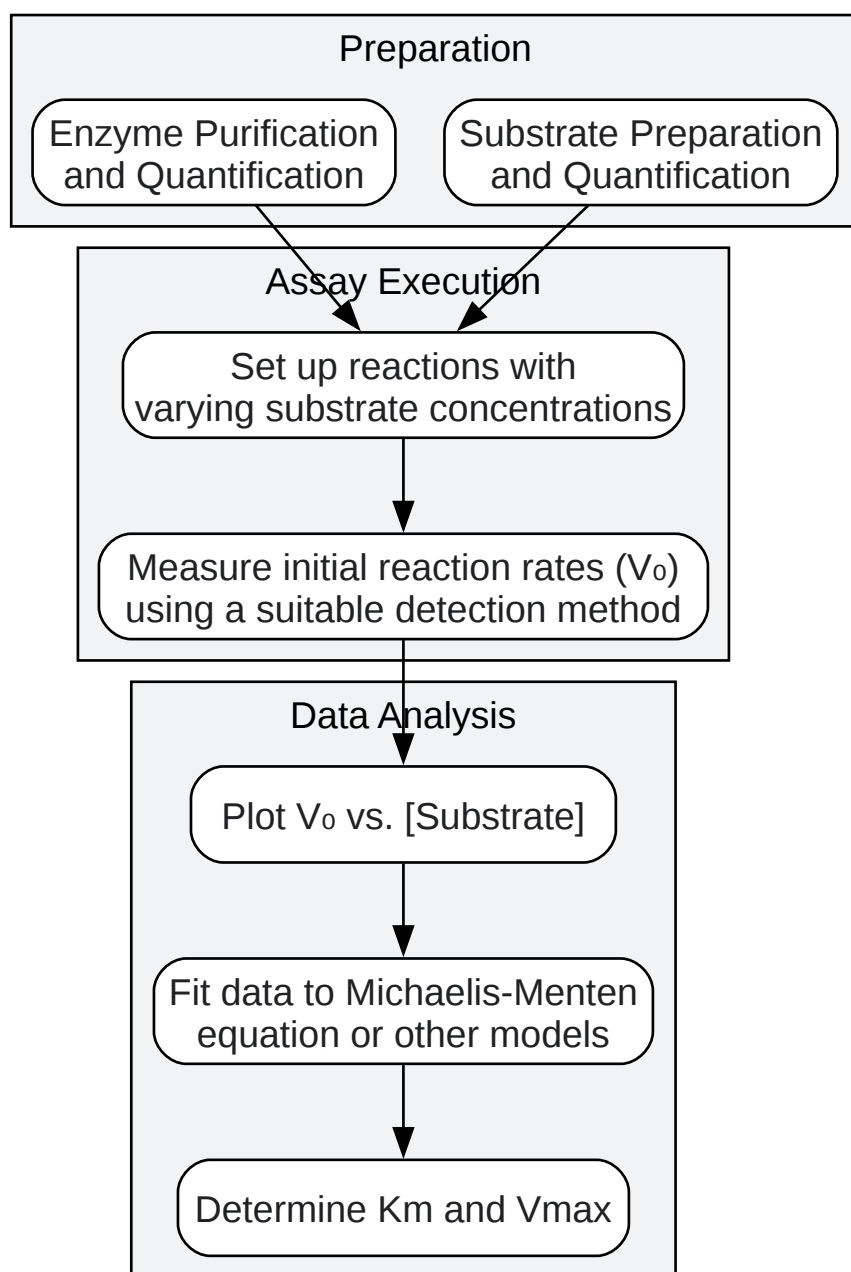 Preparation
Enzyme Purification
and Quantification
Substrate Preparation
and Quantification
Assay Execution
Set up reactions with
varying substrate concentrations
Measure initial reaction rates (V₀)
using a suitable detection method
Data Analysis
Plot V₀ vs. [Substrate]
Fit data to Michaelis-Menten
equation or other models
Determine Km and Vmax